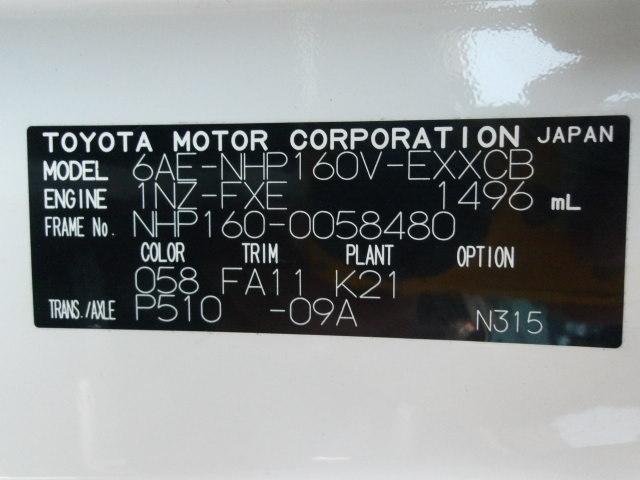 TOYOTA MOTOR CORPORATION JAPAN
MODEL 6AE-NHP160V-EXXCB
ENGINE 1NZ-FXE 1496 mL
FRAME No. NHP160-0058480
COLOR TRIM PLANT OPTION
058 FA11 K21
TRANS./AXLE P510 -09A
N315